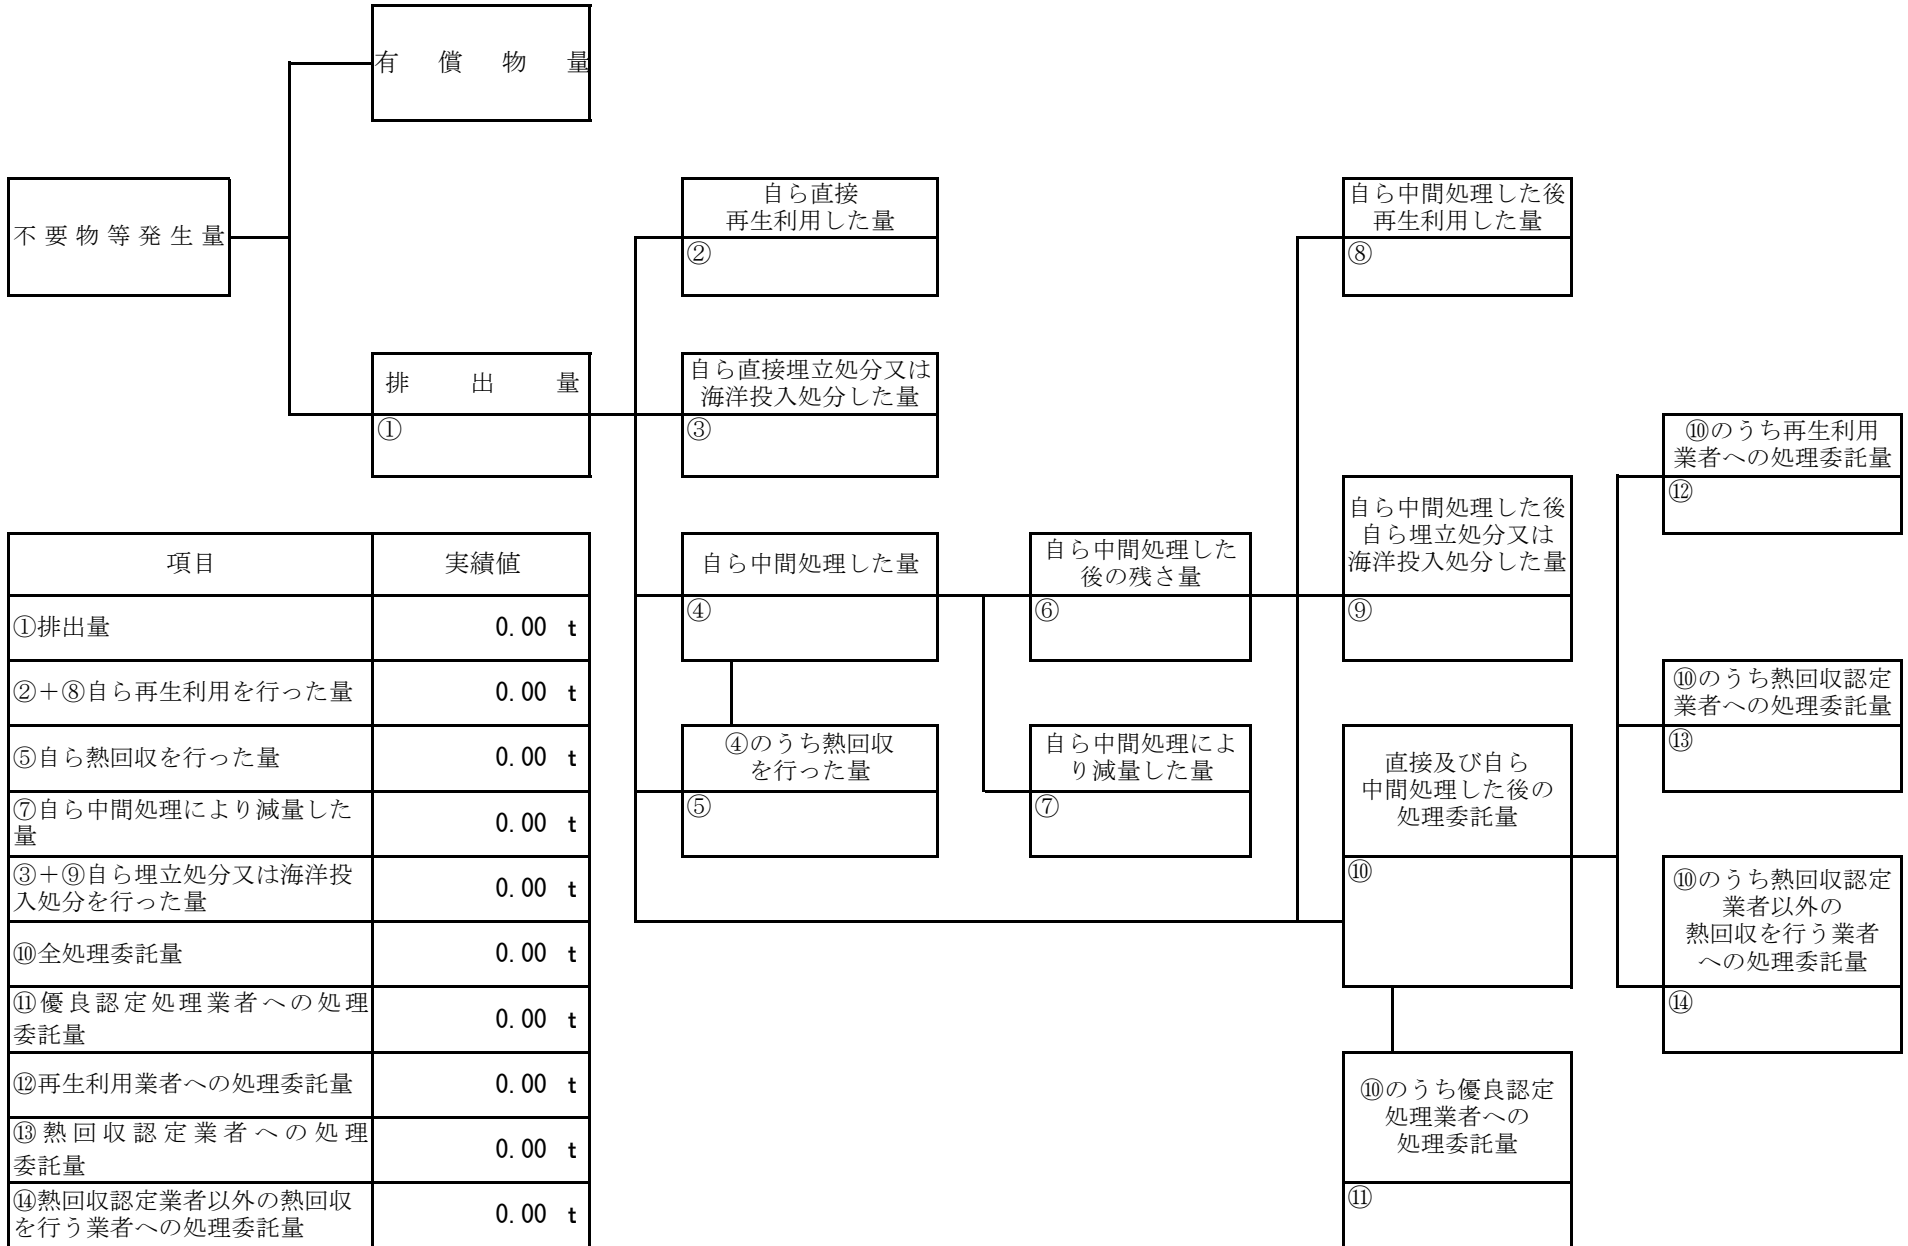 有償物量
不要物等発生量
排出量
①
自ら直接
再生利用した量
②
自ら直接埋立処分又は
海洋投入処分した量
③
自ら中間処理した量
④
④のうち熱回収
を行った量
⑤
自ら中間処理した
後の残さ量
⑥
自ら中間処理によ
り減量した量
⑦
自ら中間処理した後
再生利用した量
⑧
自ら中間処理した後
自ら埋立処分又は
海洋投入処分した量
⑨
直接及び自ら
中間処理した後の
処理委託量
⑩
⑩のうち優良認定
処理業者への
処理委託量
⑪
⑩のうち再生利用
業者への処理委託量
⑫
⑩のうち熱回収認定
業者への処理委託量
⑬
⑩のうち熱回収認定
業者以外の
熱回収を行う業者
への処理委託量
⑭
項目 実績値
①排出量 0.00 t
②+⑧自ら再生利用を行った量 0.00 t
⑤自ら熱回収を行った量 0.00 t
⑦自ら中間処理により減量した
量 0.00 t
③+⑨自ら埋立処分又は海洋投
入処分を行った量 0.00 t
⑩全処理委託量 0.00 t
⑪優良認定処理業者への処理
委託量 0.00 t
⑫再生利用業者への処理委託量 0.00 t
⑬熱回収認定業者への処理
委託量 0.00 t
⑭熱回収認定業者以外の熱回収
を行う業者への処理委託量 0.00 t